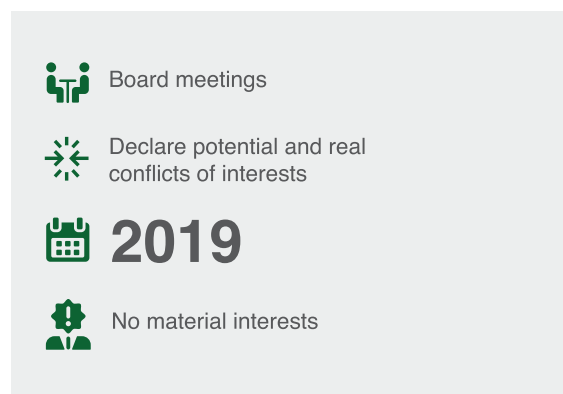 Board meetings
Declare potential and real
conflicts of interests
2019
No material interests